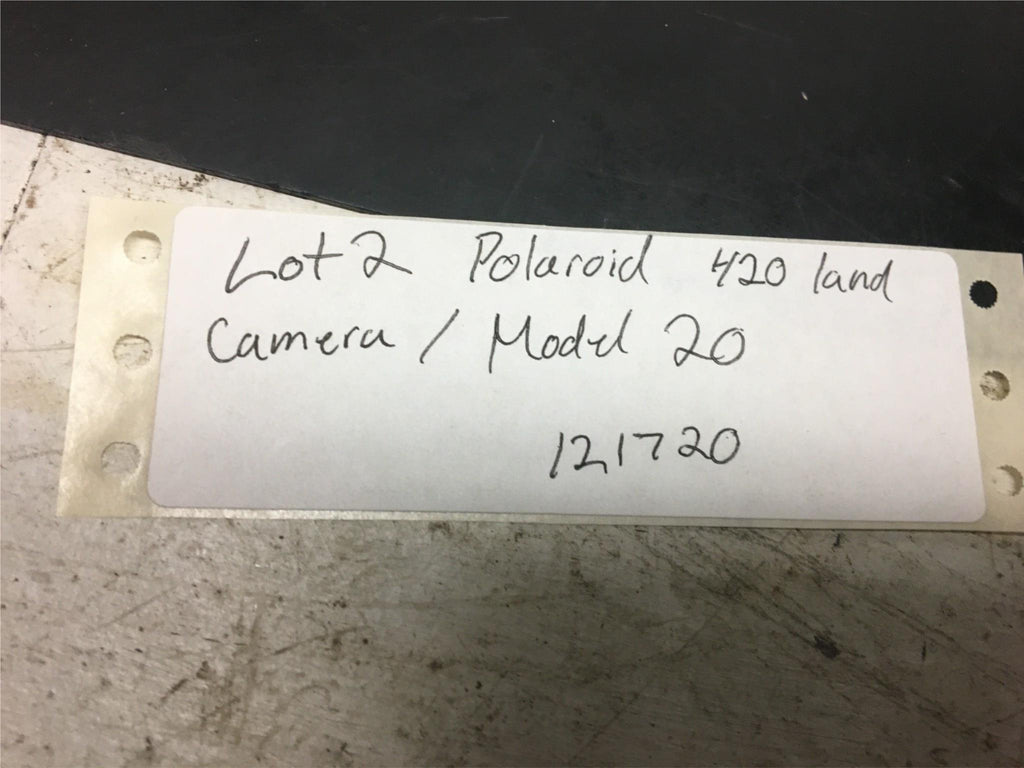 Lot 2 Polaroid 420 land
Camera / Model 20
121720